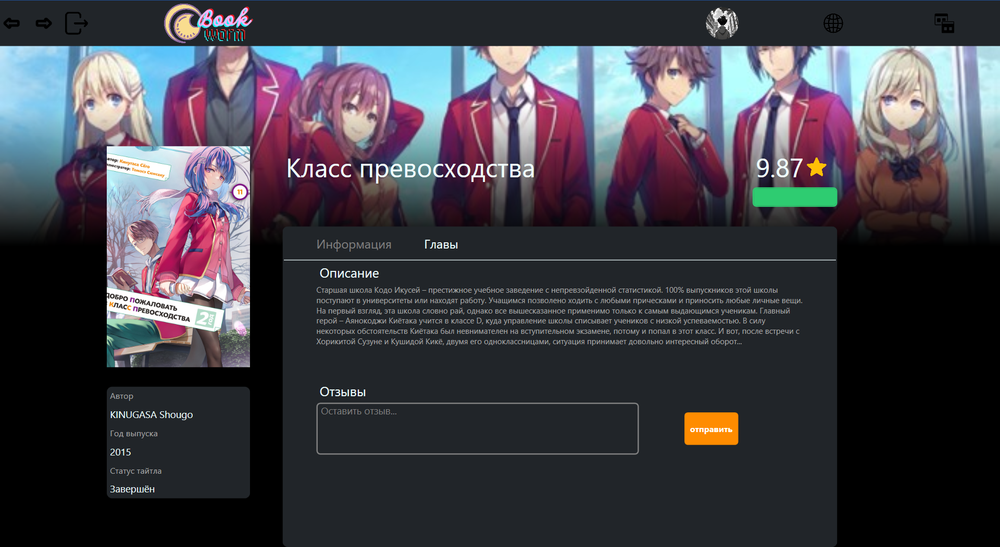 Book
worm
Автор: Кинугаса Сёго
Иллюстратор: Томосэ Сюнсаку
11
ДОБРО ПОЖАЛОВАТЬ
В КЛАСС ПРЕВОСХОДСТВА
2 год
Класс превосходства
9.87
Информация Главы
Описание
Старшая школа Кодо Икусей – престижное учебное заведение с непревзойденной статистикой. 100% выпускников этой школы
поступают в университеты или находят работу. Учащимся позволено ходить с любыми прическами и приносить любые личные вещи.
На первый взгляд, эта школа словно рай, однако все вышесказанное применимо только к самым выдающимся ученикам. Главный
герой – Аянокоджи Киётака учится в классе D, куда управление школы списывает учеников с низкой успеваемостью. В силу
некоторых обстоятельств Киётака был невнимателен на вступительном экзамене, потому и попал в этот класс. И вот, после встречи с
Хорикитой Сузуне и Кушидой Кикё, двумя его одноклассницами, ситуация принимает довольно интересный оборот...
Отзывы
Оставить отзыв...
отправить
Автор
KINUGASA Shougo
Год выпуска
2015
Статус тайтла
Завершён